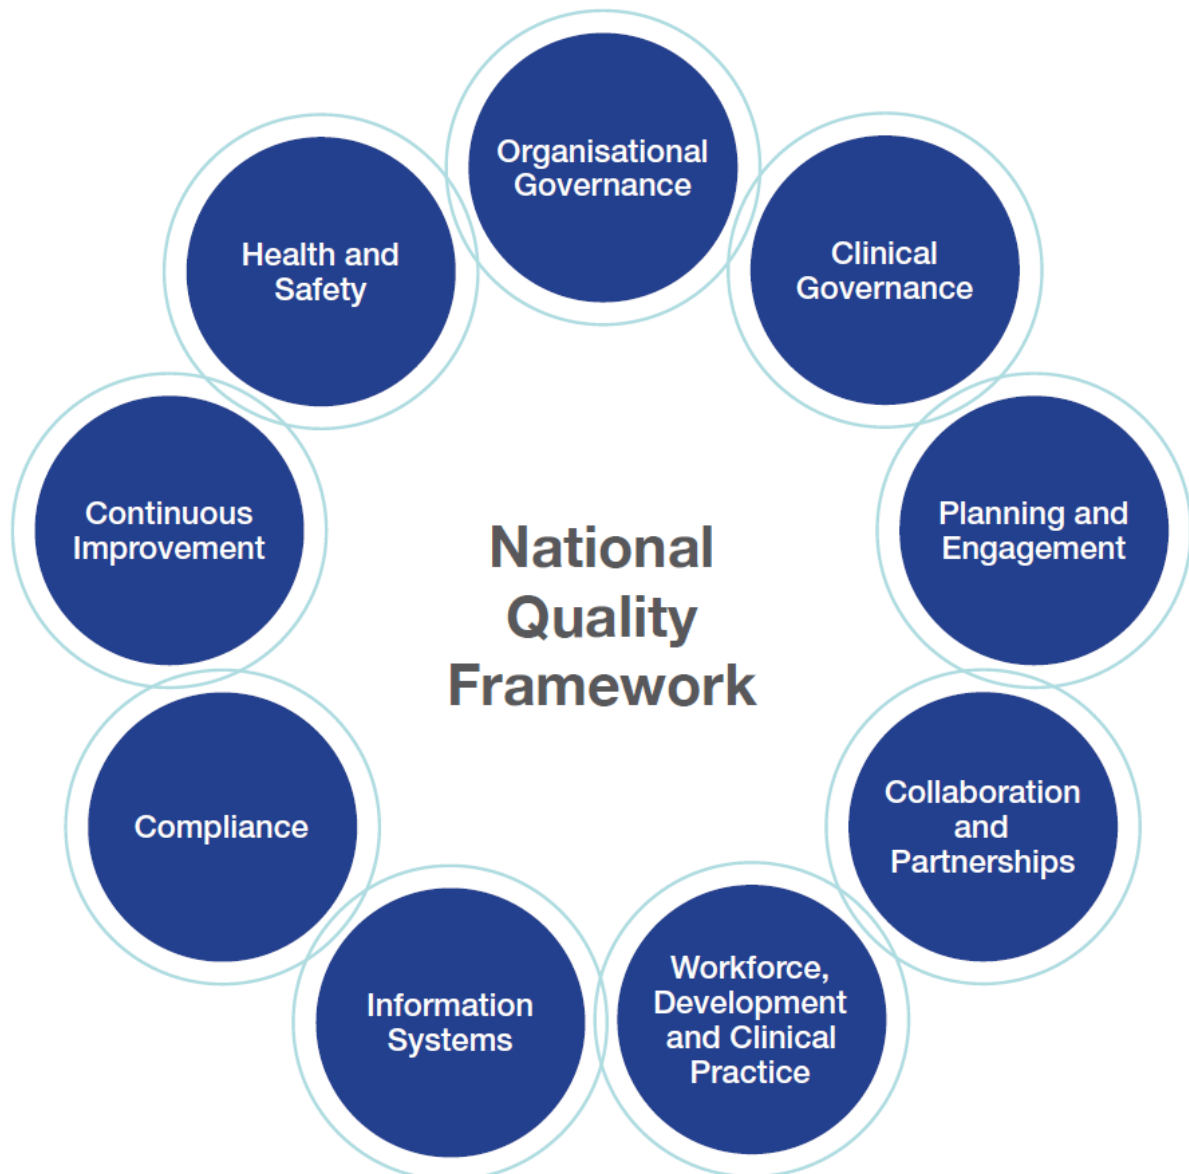 Organisational
Governance
Clinical
Governance
Planning and
Engagement
Collaboration
and
Partnerships
Workforce,
Development
and Clinical
Practice
Information
Systems
Compliance
Continuous
Improvement
Health and
Safety
National
Quality
Framework